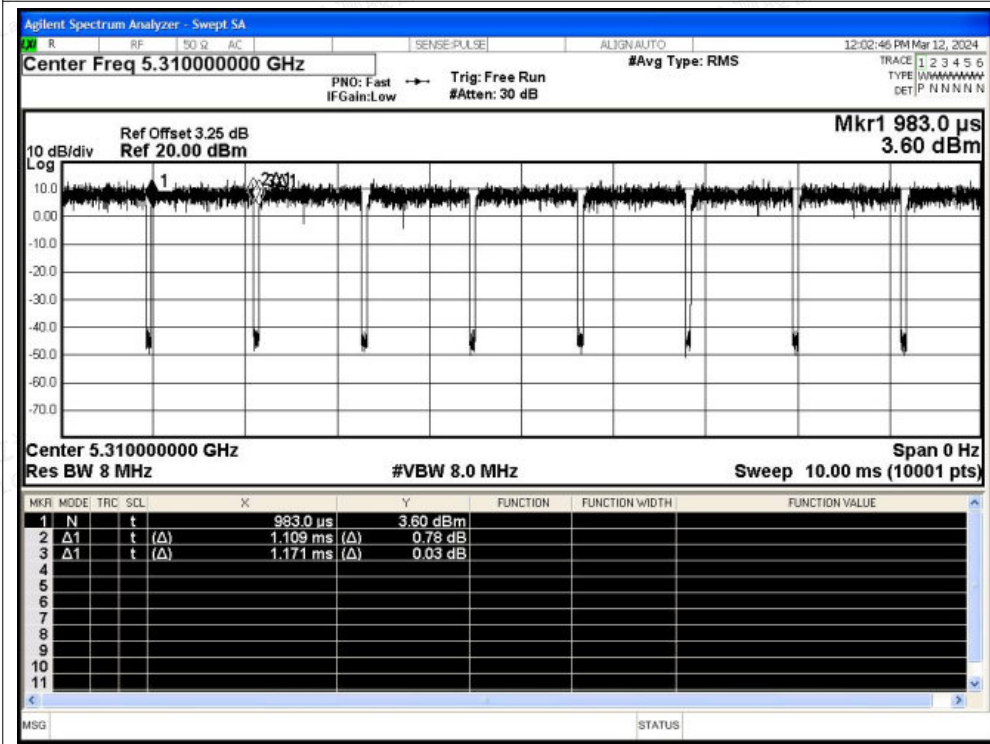 Agilent Spectrum Analyzer - Swept SA
LXI R RF 50 Ω AC SENSE:PULSE ALIGN AUTO 12:02:46 PM Mar 12, 2024
Center Freq 5.310000000 GHz #Avg Type: RMS TRACE 1 2 3 4 5 6
PNO: Fast Trig: Free Run TYPE WWWWWW
IFGain:Low #Atten: 30 dB DET P N N N N N
Mkr1 983.0 µs
Ref Offset 3.25 dB
10 dB/div Ref 20.00 dBm 3.60 dBm
Log
10.0
0.00
-10.0
-20.0
-30.0
-40.0
-50.0
-60.0
-70.0
1
Center 5.310000000 GHz Span 0 Hz
Res BW 8 MHz #VBW 8.0 MHz Sweep 10.00 ms (10001 pts)
MKR MODE TRC SCL X Y FUNCTION FUNCTION WIDTH FUNCTION VALUE
1 N t 983.0 µs 3.60 dBm
2 Δ1 t (Δ) 1.109 ms (Δ) 0.78 dB
3 Δ1 t (Δ) 1.171 ms (Δ) 0.03 dB
4
5
6
7
8
9
10
11
MSG STATUS